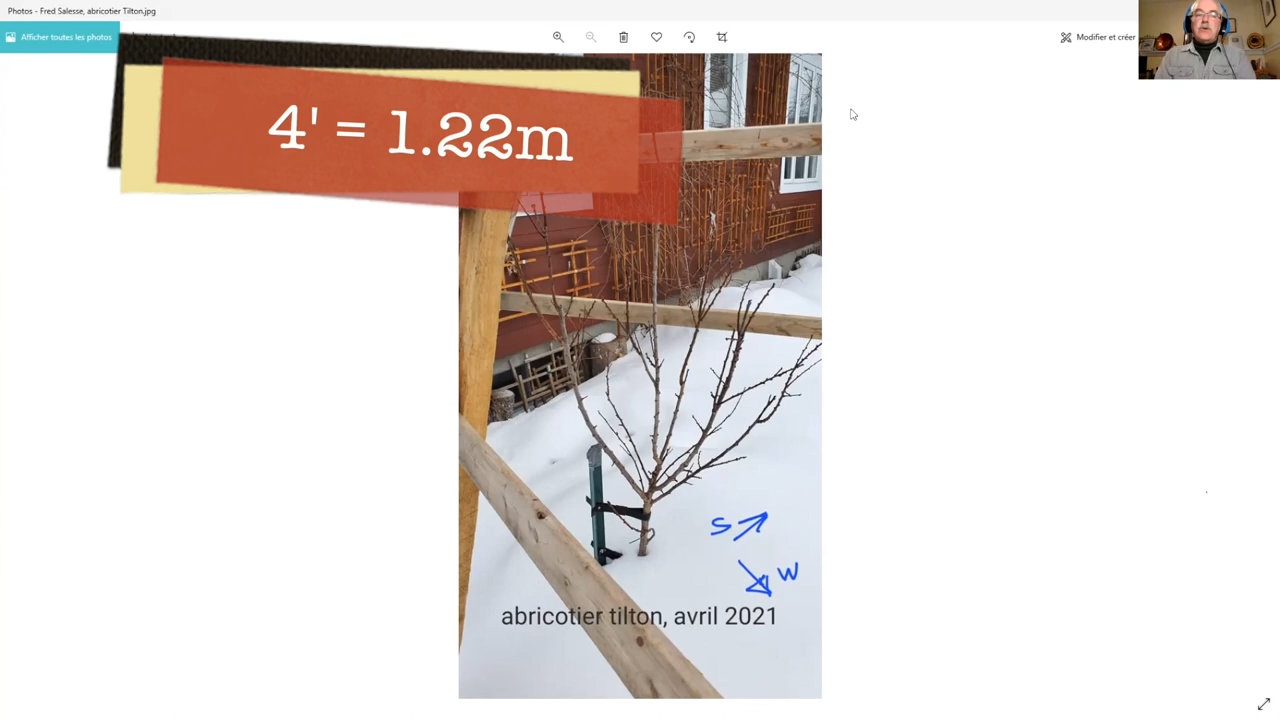 Photos - Fred Salesse, abricotier Tilton.jpg
Afficher toutes les photos
Modifier et créer
4' = 1.22m
S
W
abricotier tilton, avril 2021